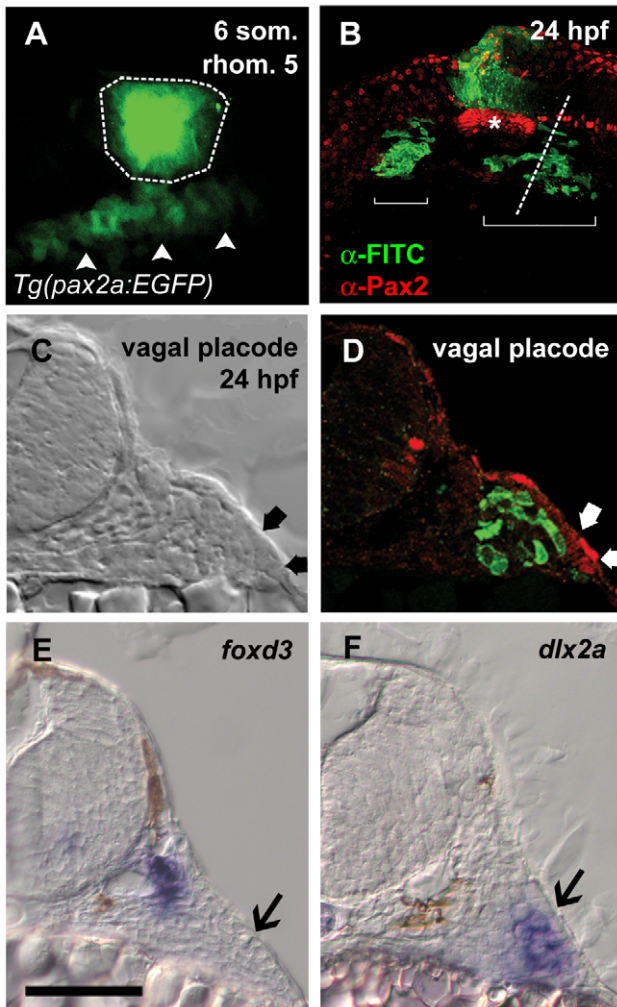 A
6 som.
rhom. 5
Tg(pax2a:EGFP)
B
24 hpf
*
α-FITC
α-Pax2
C
vagal placode
24 hpf
D
vagal placode
E
foxd3
F
dlx2a